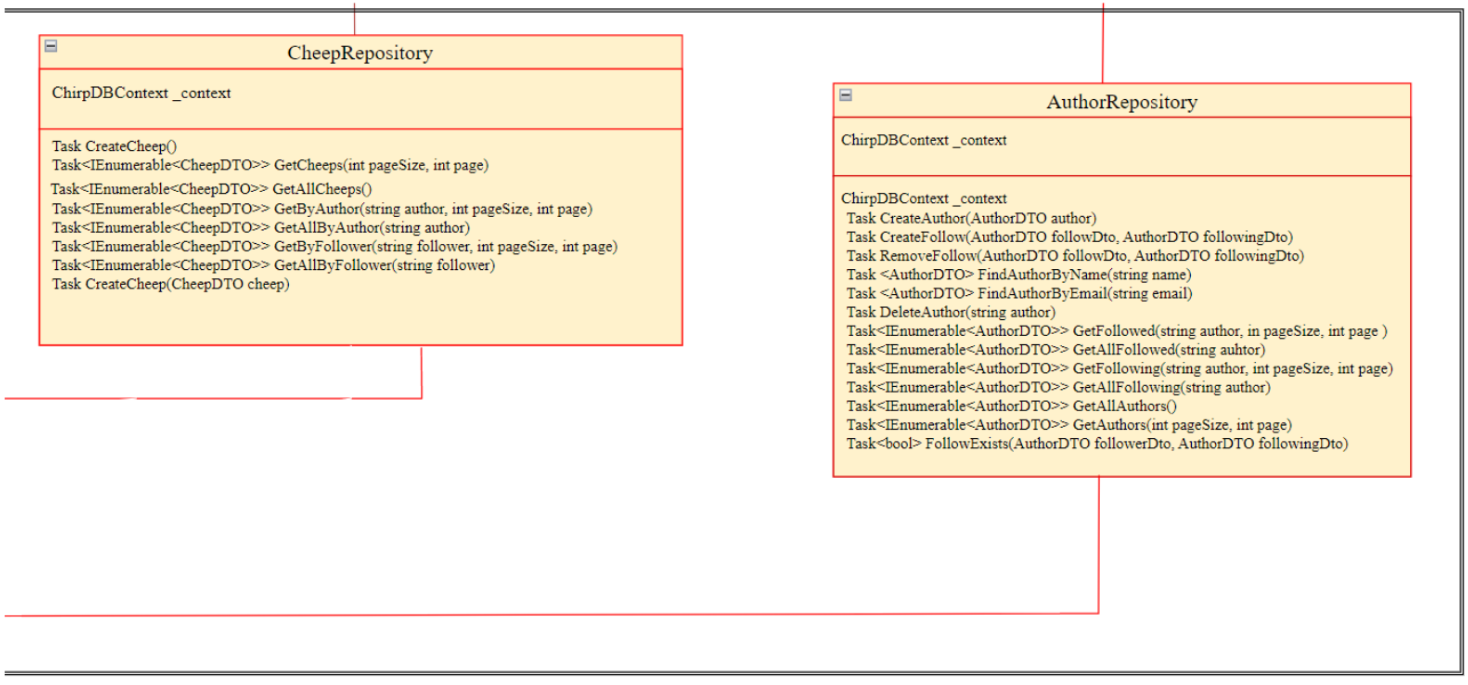 CheepRepository
ChirpDBContext _context
Task CreateCheep()
Task<IEnumerable<CheepDTO>> GetCheeps(int pageSize, int page)
Task<IEnumerable<CheepDTO>> GetAllCheeps()
Task<IEnumerable<CheepDTO>> GetByAuthor(string author, int pageSize, int page)
Task<IEnumerable<CheepDTO>> GetAllByAuthor(string author)
Task<IEnumerable<CheepDTO>> GetByFollower(string follower, int pageSize, int page)
Task<IEnumerable<CheepDTO>> GetAllByFollower(string follower)
Task CreateCheep(CheepDTO cheep)
AuthorRepository
ChirpDBContext _context
ChirpDBContext _context
Task CreateAuthor(AuthorDTO author)
Task CreateFollow(AuthorDTO followDto, AuthorDTO followingDto)
Task RemoveFollow(AuthorDTO followDto, AuthorDTO followingDto)
Task <AuthorDTO> FindAuthorByName(string name)
Task <AuthorDTO> FindAuthorByEmail(string email)
Task DeleteAuthor(string author)
Task<IEnumerable<AuthorDTO>> GetFollowed(string author, in pageSize, int page )
Task<IEnumerable<AuthorDTO>> GetAllFollowed(string auhtor)
Task<IEnumerable<AuthorDTO>> GetFollowing(string author, int pageSize, int page)
Task<IEnumerable<AuthorDTO>> GetAllFollowing(string author)
Task<IEnumerable<AuthorDTO>> GetAllAuthors()
Task<IEnumerable<AuthorDTO>> GetAuthors(int pageSize, int page)
Task<bool> FollowExists(AuthorDTO followerDto, AuthorDTO followingDto)